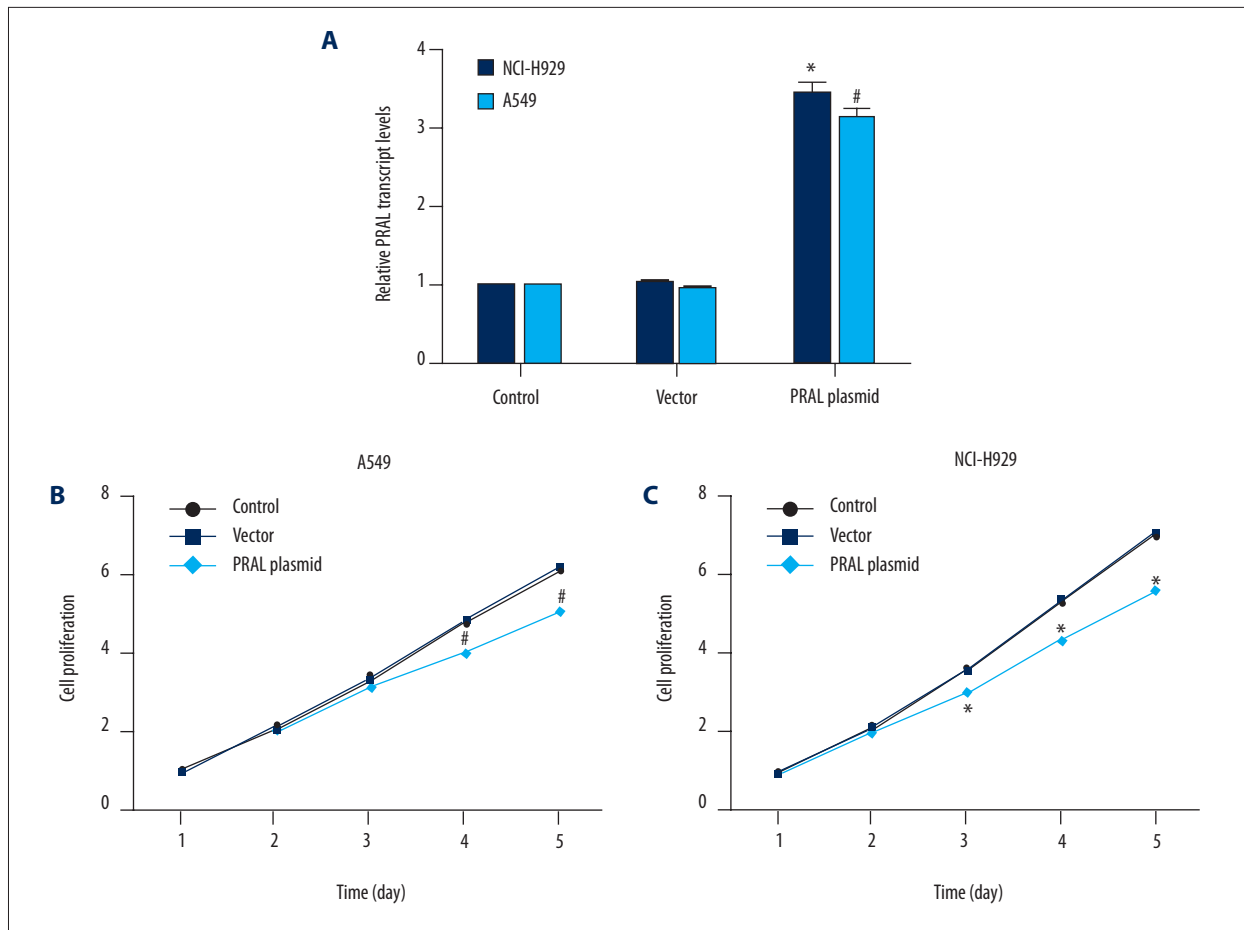 A
Relative PRAL transcript levels
4
3
2
1
0
NCI-H929
A549
*
#
Control
Vector
PRAL plasmid
B
A549
Cell proliferation
8
6
4
2
0
Control
Vector
PRAL plasmid
#
#
1 2 3 4 5
Time (day)
C
NCI-H929
Cell proliferation
8
6
4
2
0
Control
Vector
PRAL plasmid
*
*
*
1 2 3 4 5
Time (day)